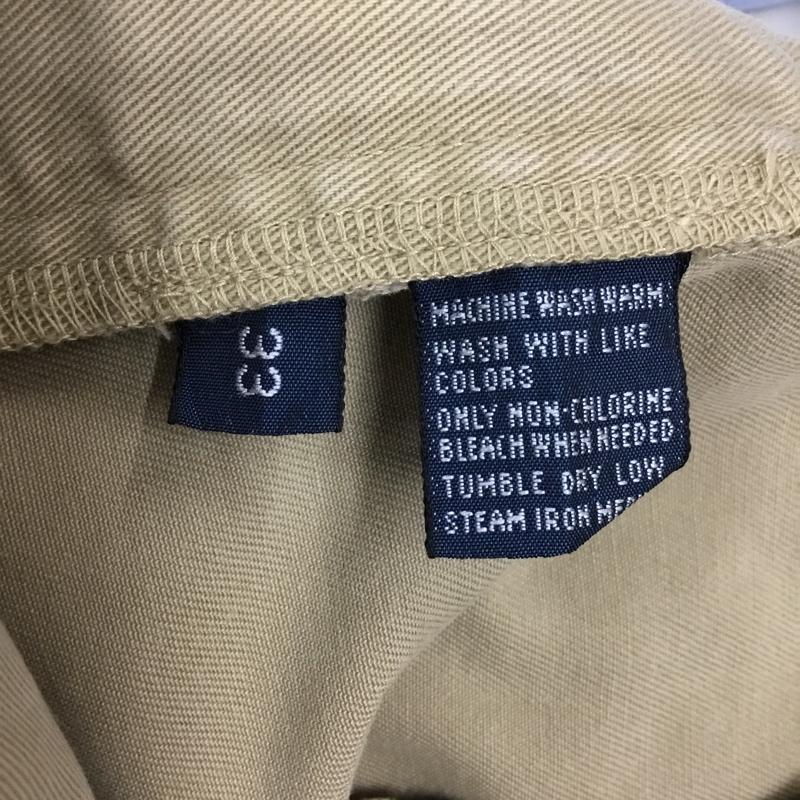 33
MACHINE WASH WARM
WASH WITH LIKE
COLORS
ONLY NON-CHLORINE
BLEACH WHEN NEEDED
TUMBLE DRY LOW
STEAM IRON